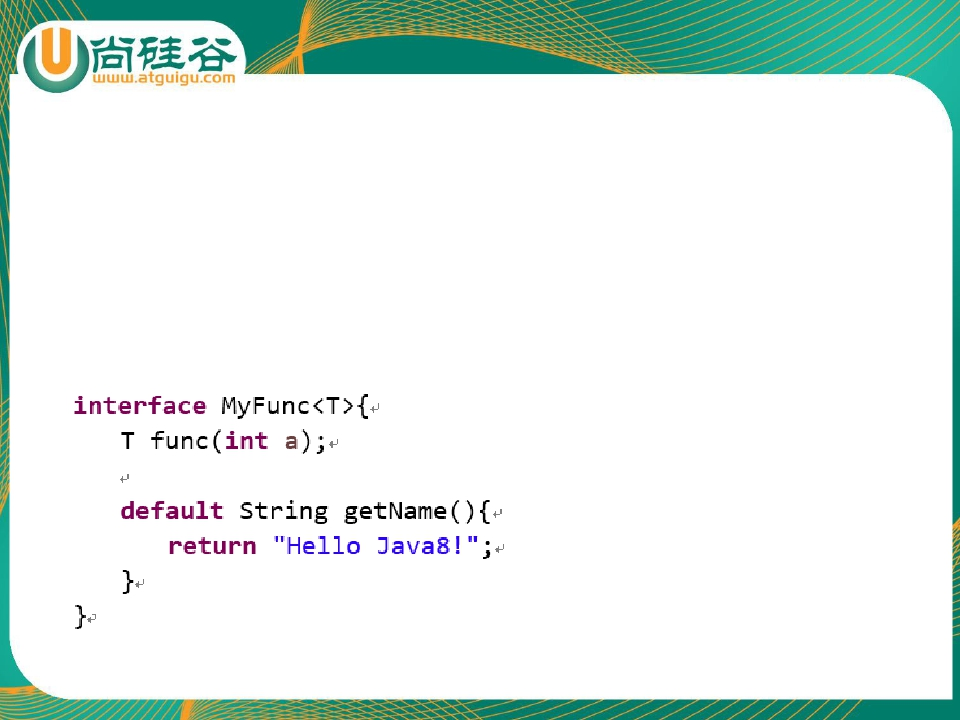 尚硅谷
www.atguigu.com
interface MyFunc<T>{
T func(int a);
default String getName(){
return "Hello Java8!";
}
}